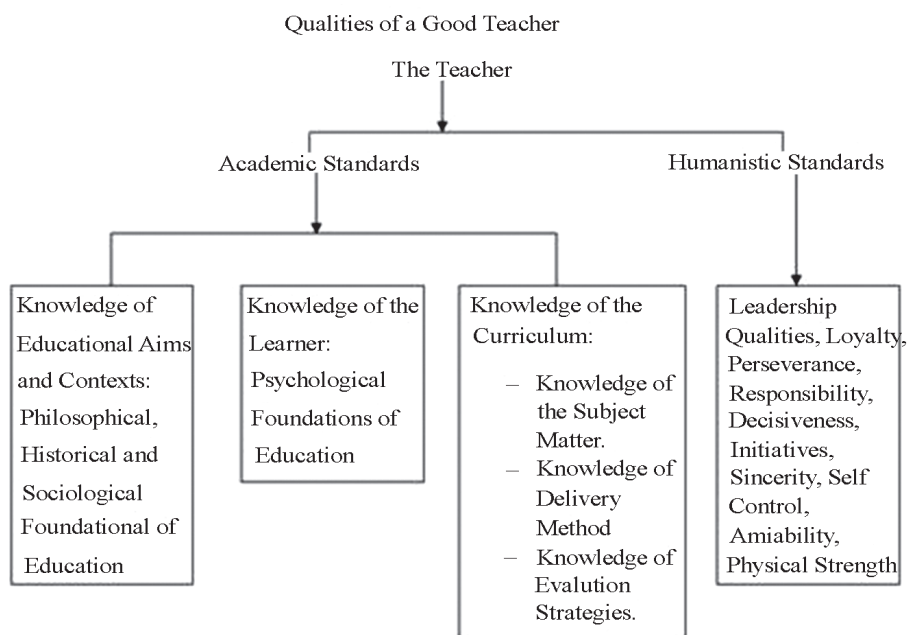 Qualities of a Good Teacher
The Teacher
Academic Standards
Humanistic Standards
Knowledge of
Educational Aims
and Contexts:
Philosophical,
Historical and
Sociological
Foundational of
Education
Knowledge of the
Learner:
Psychological
Foundations of
Education
Knowledge of the
Curriculum:
– Knowledge of
the Subject
Matter.
– Knowledge of
Delivery
Method
– Knowledge of
Evalution
Strategies.
Leadership
Qualities, Loyalty,
Perseverance,
Responsibility,
Decisiveness,
Initiatives,
Sincerity, Self
Control,
Amiability,
Physical Strength